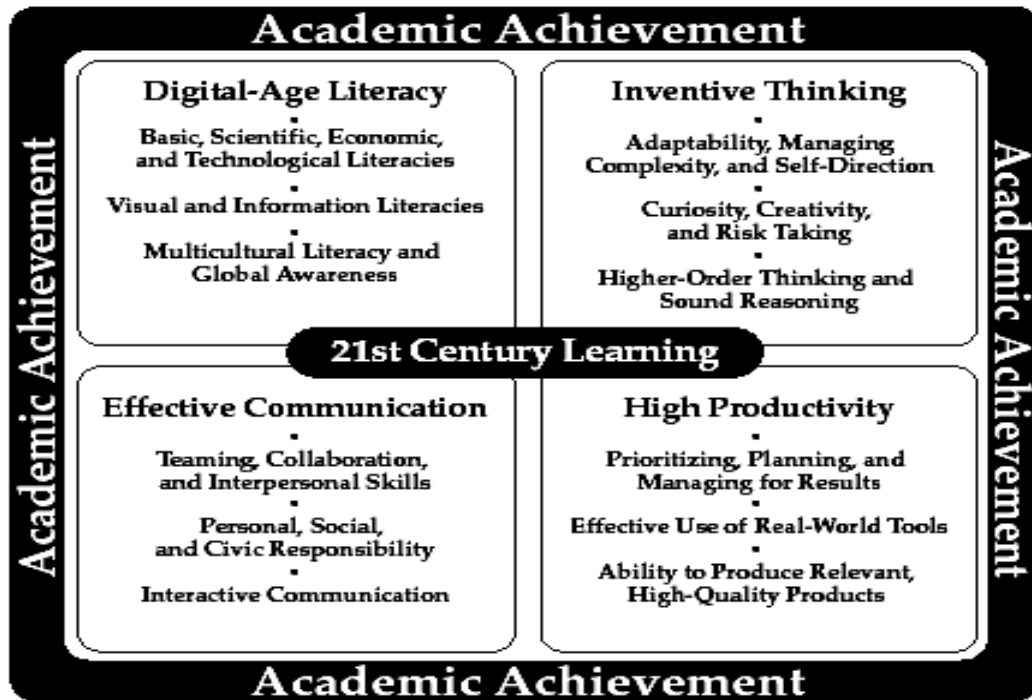 Academic Achievement
Academic Achievement
Digital-Age Literacy
Basic, Scientific, Economic,
and Technological Literacies
Visual and Information Literacies
Multicultural Literacy and
Global Awareness
Inventive Thinking
Adaptability, Managing
Complexity, and Self-Direction
Curiosity, Creativity,
and Risk Taking
Higher-Order Thinking and
Sound Reasoning
21st Century Learning
Effective Communication
Teaming, Collaboration,
and Interpersonal Skills
Personal, Social,
and Civic Responsibility
Interactive Communication
High Productivity
Prioritizing, Planning, and
Managing for Results
Effective Use of Real-World Tools
Ability to Produce Relevant,
High-Quality Products
Academic Achievement
Academic Achievement